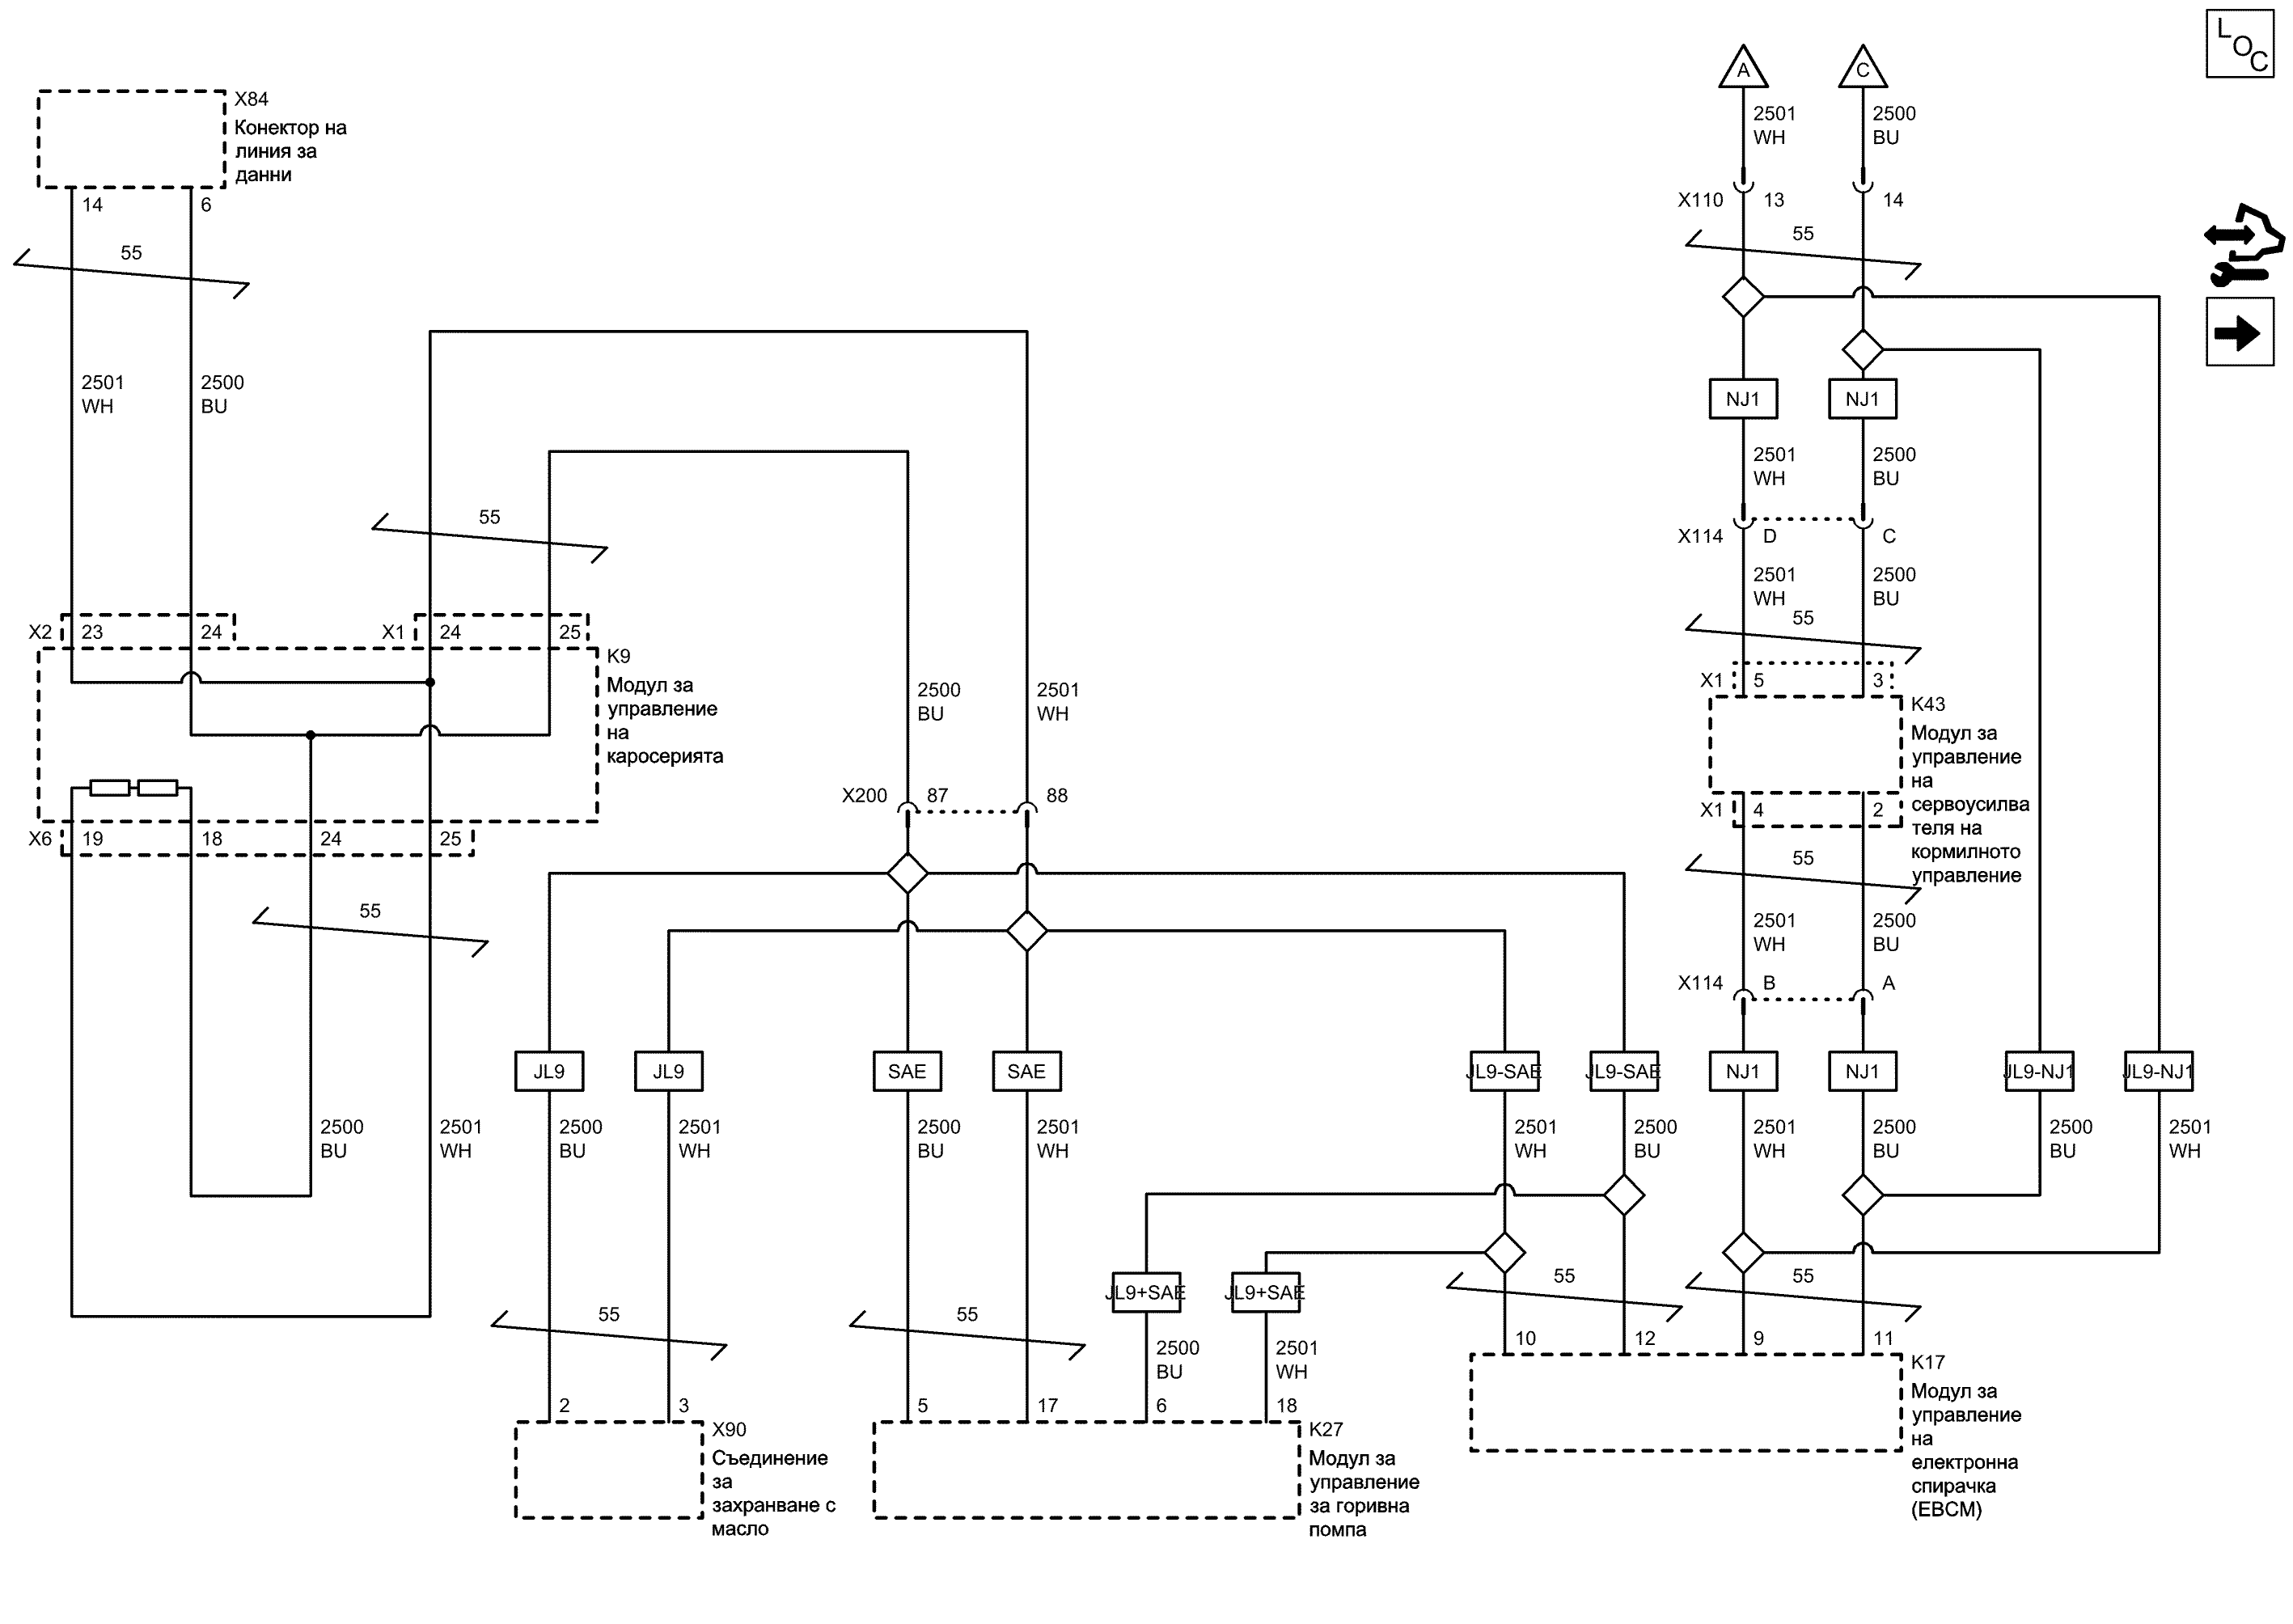 L
O
C
A
C
2501
WH
2500
BU
X110
13
14
55
X84
Конектор на
линия за
данни
14
6
55
2501
WH
2500
BU
NJ1
NJ1
2501
WH
2500
BU
55
X114
D
C
2501
WH
2500
BU
55
X2
23
24
X1
24
25
K9
Модул за
управление
на
каросерията
X6
19
18
24
25
55
2500
BU
2501
WH
X200
87
88
X1
5
3
K43
Модул за
управление
на
сервоусилва
теля на
кормилното
управление
X1
4
2
55
2501
WH
2500
BU
X114
B
A
JL9
JL9
SAE
SAE
JL9-SAE
JL9-SAE
NJ1
NJ1
JL9-NJ1
JL9-NJ1
2500
BU
2501
WH
2500
BU
2501
WH
2500
BU
2501
WH
2501
WH
2500
BU
2501
WH
2500
BU
2500
BU
2501
WH
JL9+SAE
JL9+SAE
55
55
55
55
2500
BU
2501
WH
10
12
9
11
K17
Модул за
управление
на
електронна
спирачка
(EBCM)
2
3
X90
Съединение
за
захранване с
масло
5
17
6
18
K27
Модул за
управление
за горивна
помпа